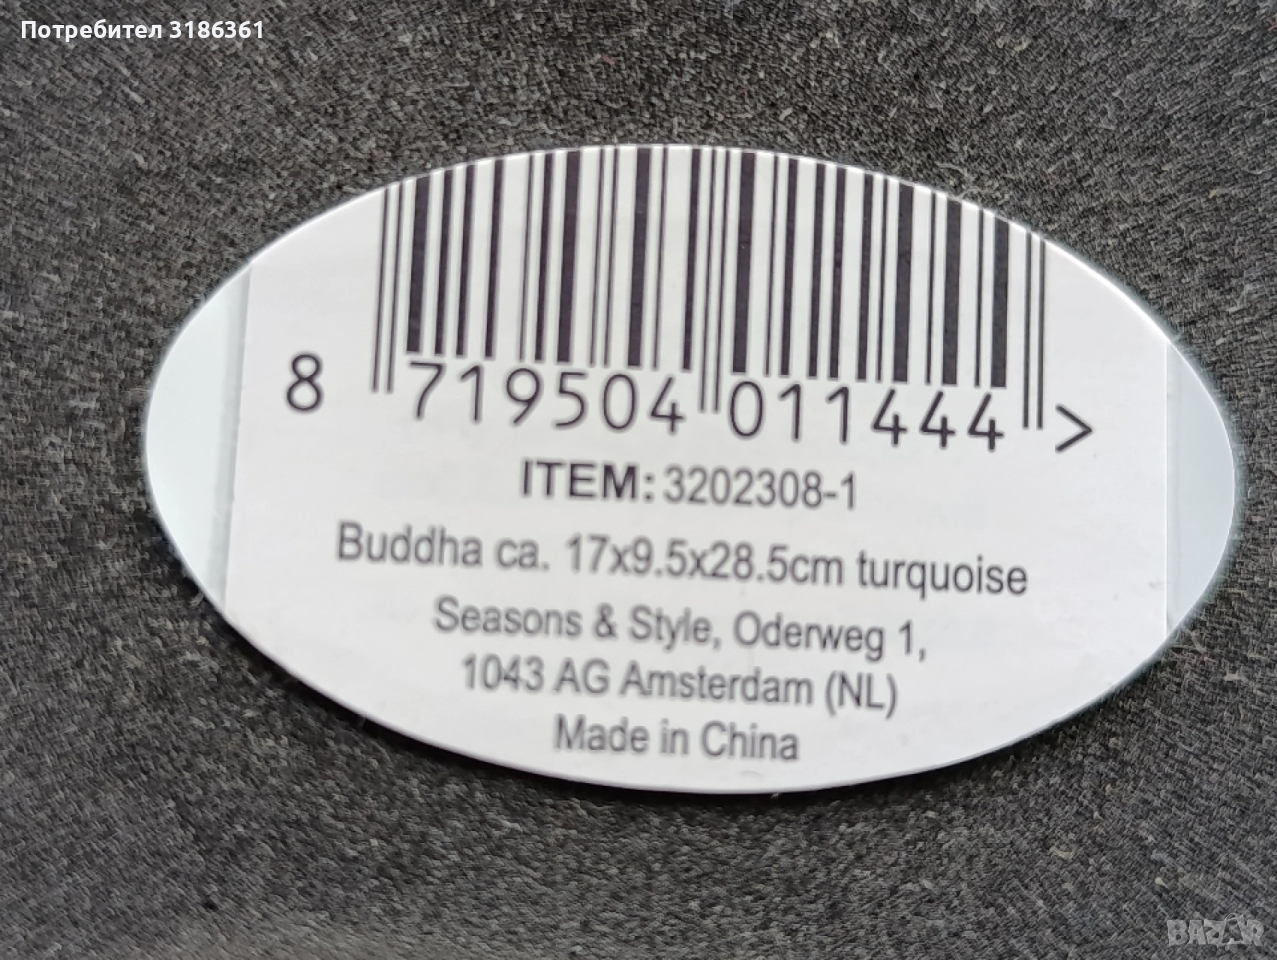 Потребител 3186361
8 719504 011444 >
ITEM: 3202308-1
Buddha ca. 17x9.5x28.5cm turquoise
Seasons & Style, Oderweg 1,
1043 AG Amsterdam (NL)
Made in China
BAZAR